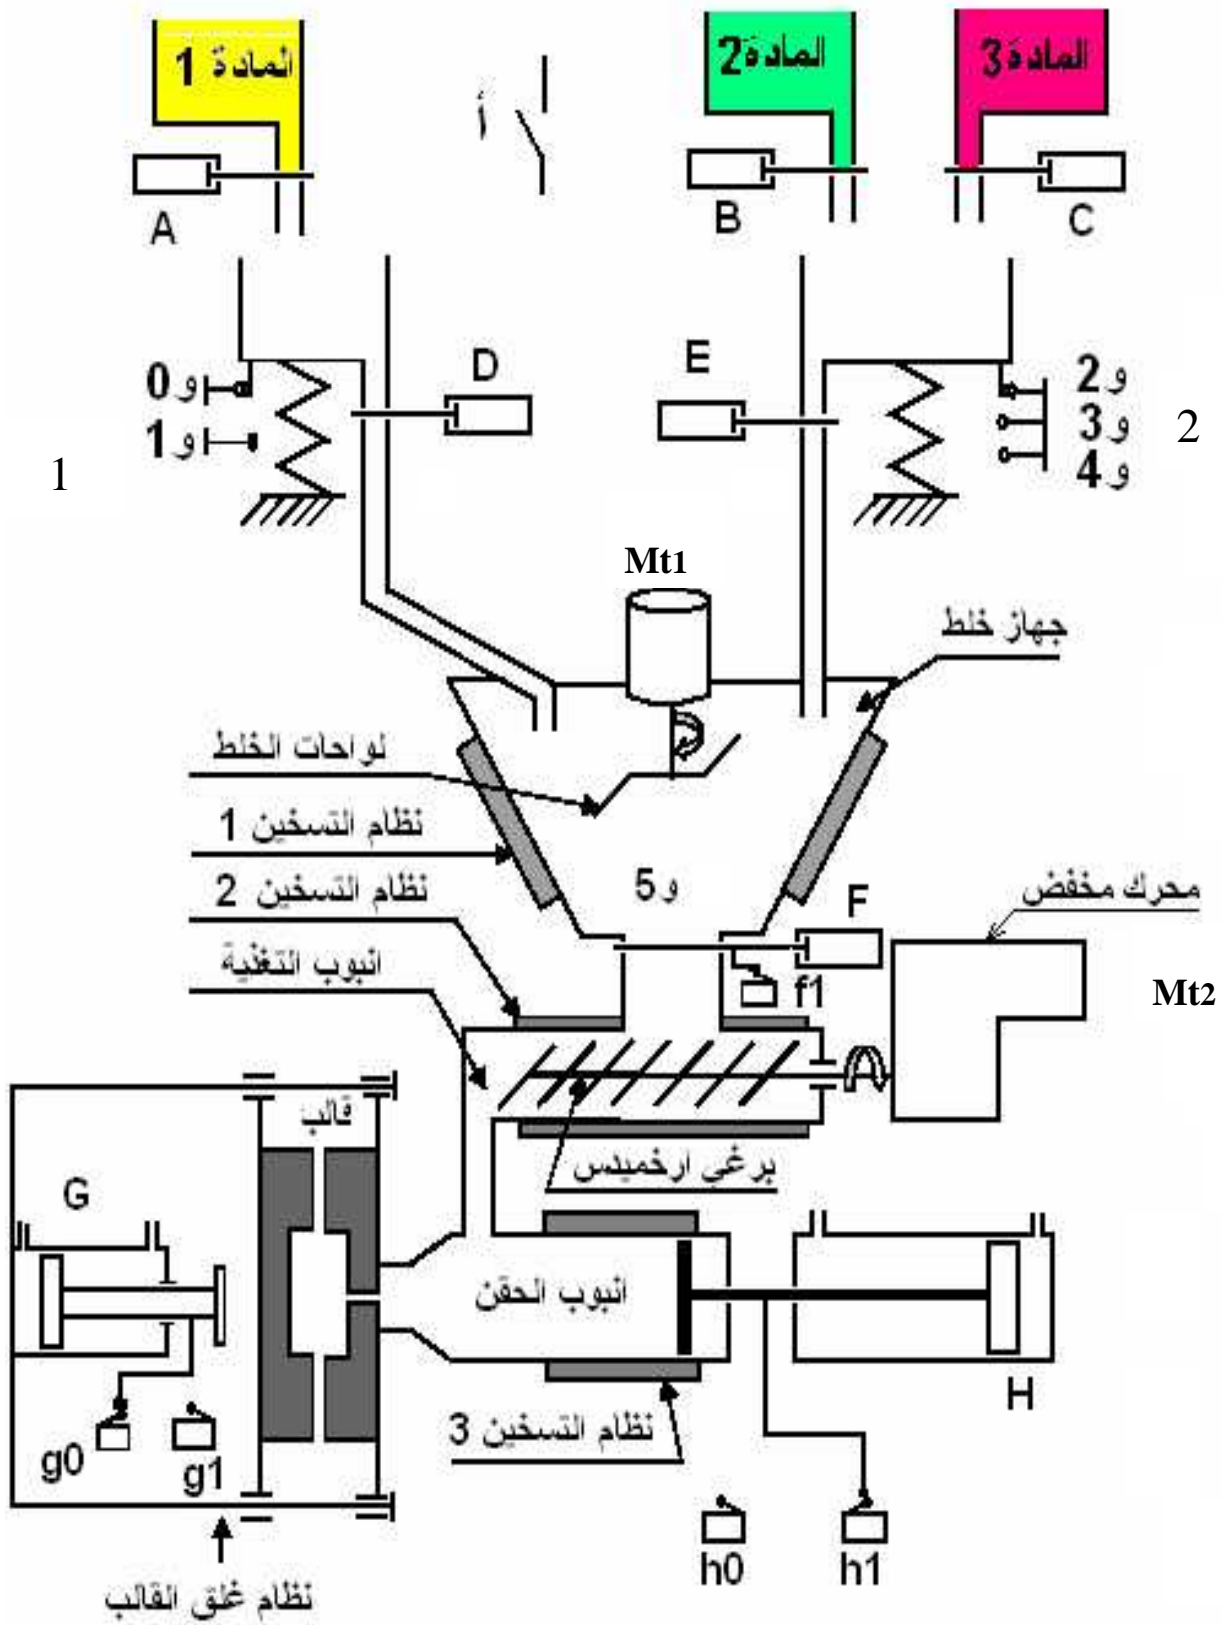 المادة 1
أ
المادة 2
المادة 3
A
B
C
D
E
و0
و1
و2
و3
و4
1
2
Mt1
جهاز خلط
لواحات الخلط
نظام التسخين 1
و5
نظام التسخين 2
F
محرك مخفض
انبوب التغذية
f1
Mt2
قالب
برغي ارخميدس
G
انبوب الحقن
H
نظام التسخين 3
g0
g1
h0
h1
نظام غلق القالب